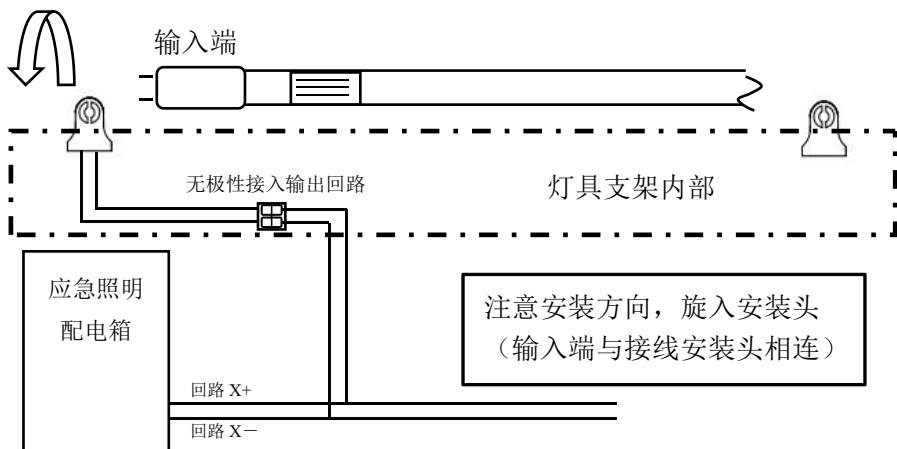 输入端
无极性接入输出回路
灯具支架内部
应急照明
配电箱
注意安装方向，旋入安装头
（输入端与接线安装头相连）
回路 X+
回路 X－